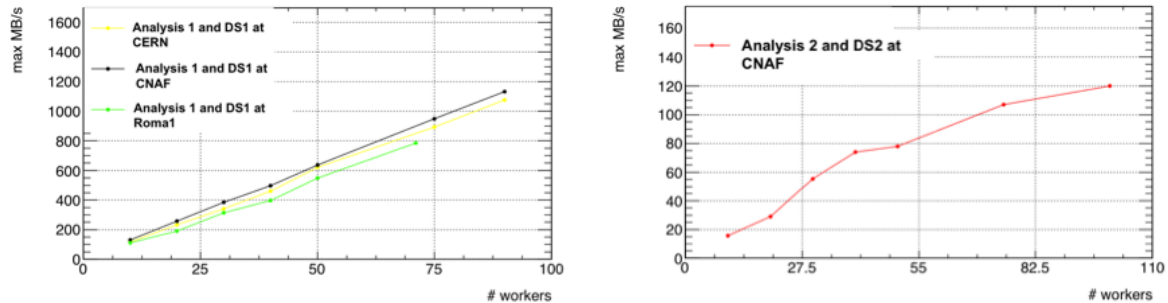 max MB/s
1600
1400
1200
1000
800
600
400
200
0
0
25
50
75
100
# workers
Analysis 1 and DS1 at
CERN
Analysis 1 and DS1 at
CNAF
Analysis 1 and DS1 at
Roma1
max MB/s
160
140
120
100
80
60
40
20
0
0
27.5
55
82.5
110
# workers
Analysis 2 and DS2 at
CNAF